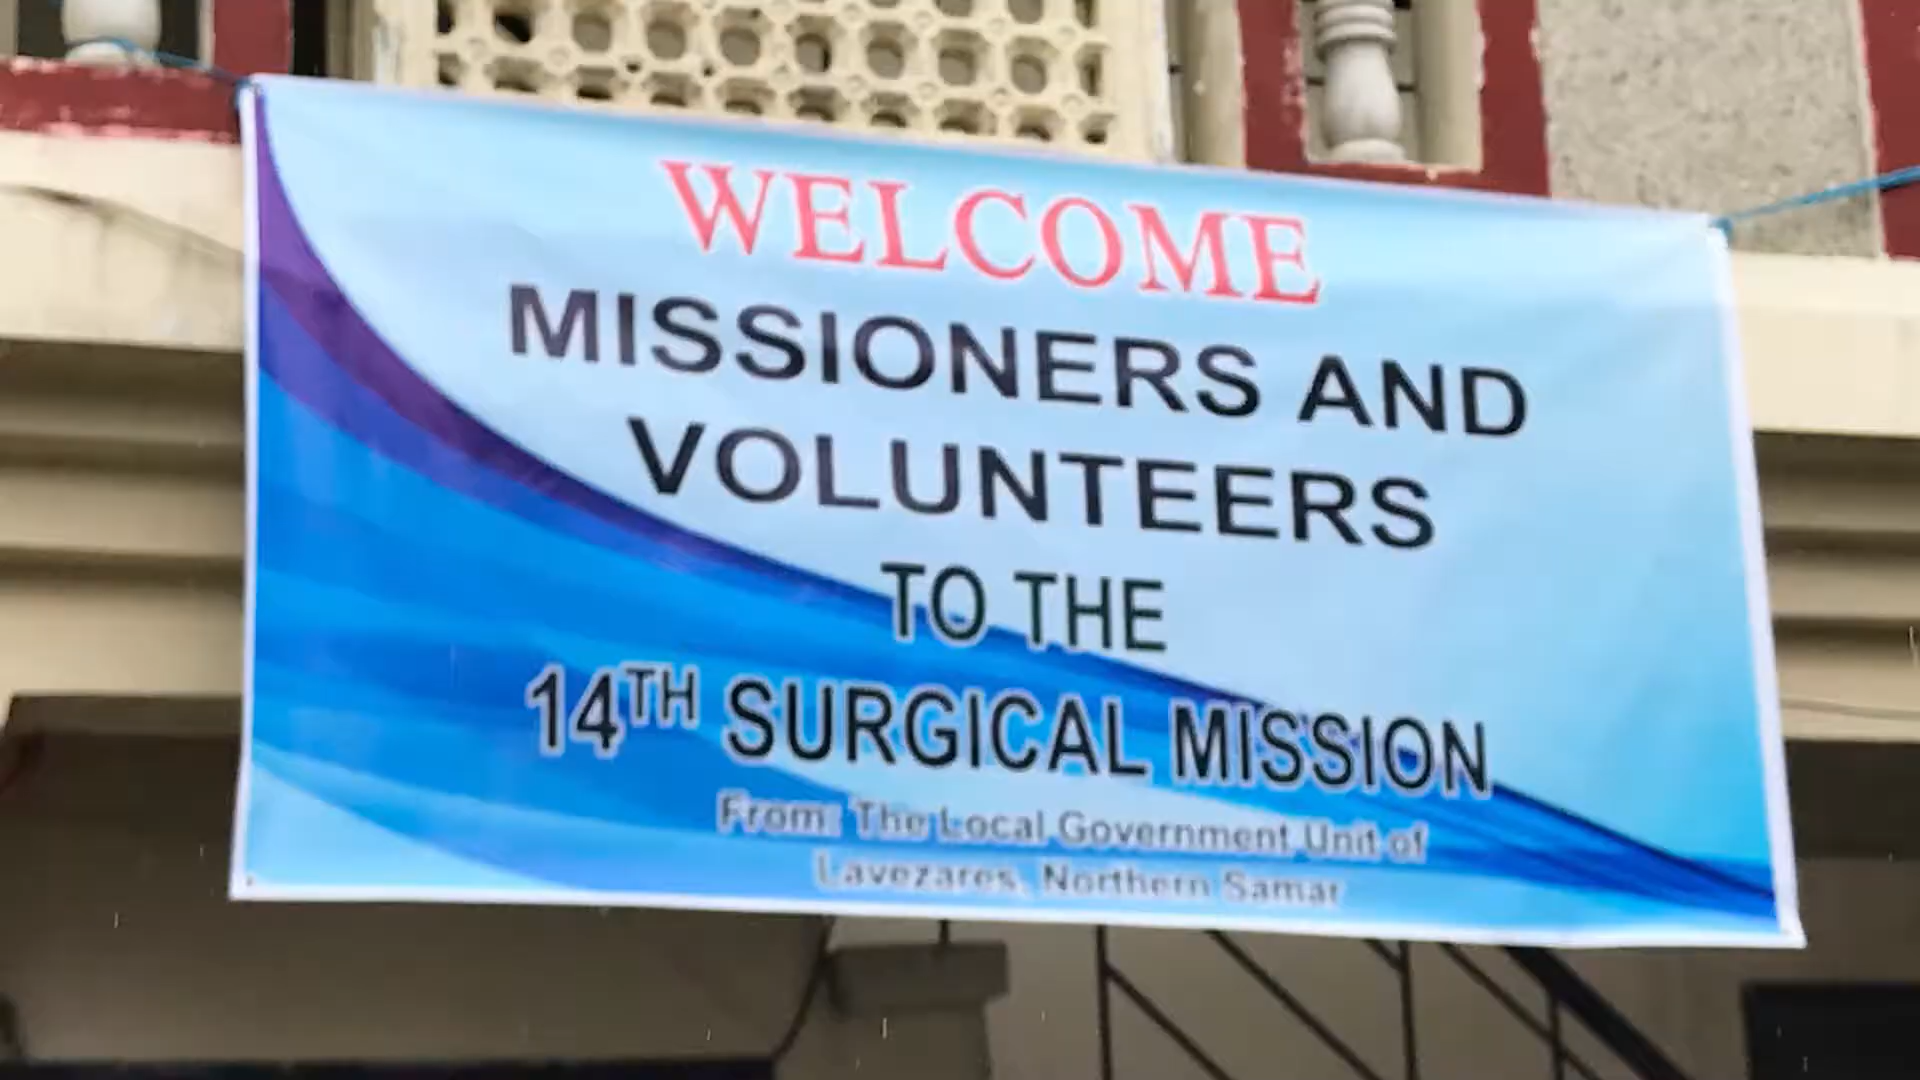 WELCOME
MISSIONERS AND
VOLUNTEERS
TO THE
14TH SURGICAL MISSION
From: The Local Government Unit of
Lavezares, Northern Samar